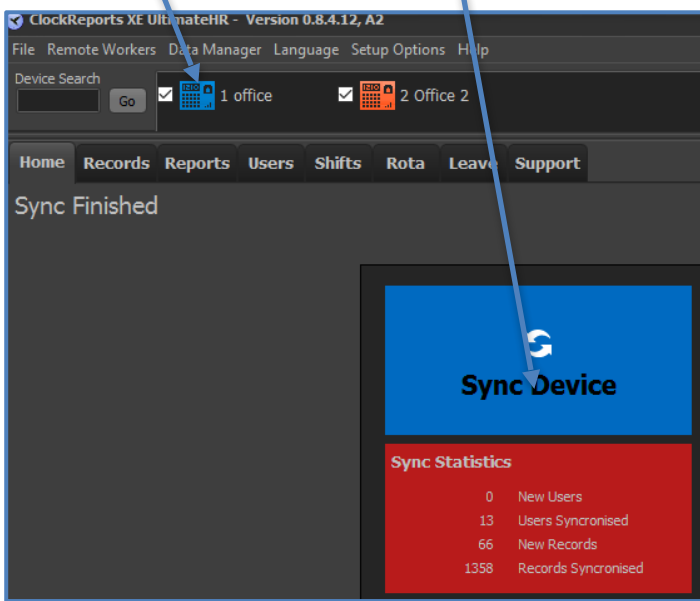 ClockReports XE UltimateHR - Version 0.8.4.12, A2
File Remote Workers Data Manager Language Setup Options Help
Device Search
Go
1 office
2 Office 2
Home Records Reports Users Shifts Rota Leave Support
Sync Finished
Sync Device
Sync Statistics
0 New Users
13 Users Syncronised
66 New Records
1358 Records Syncronised